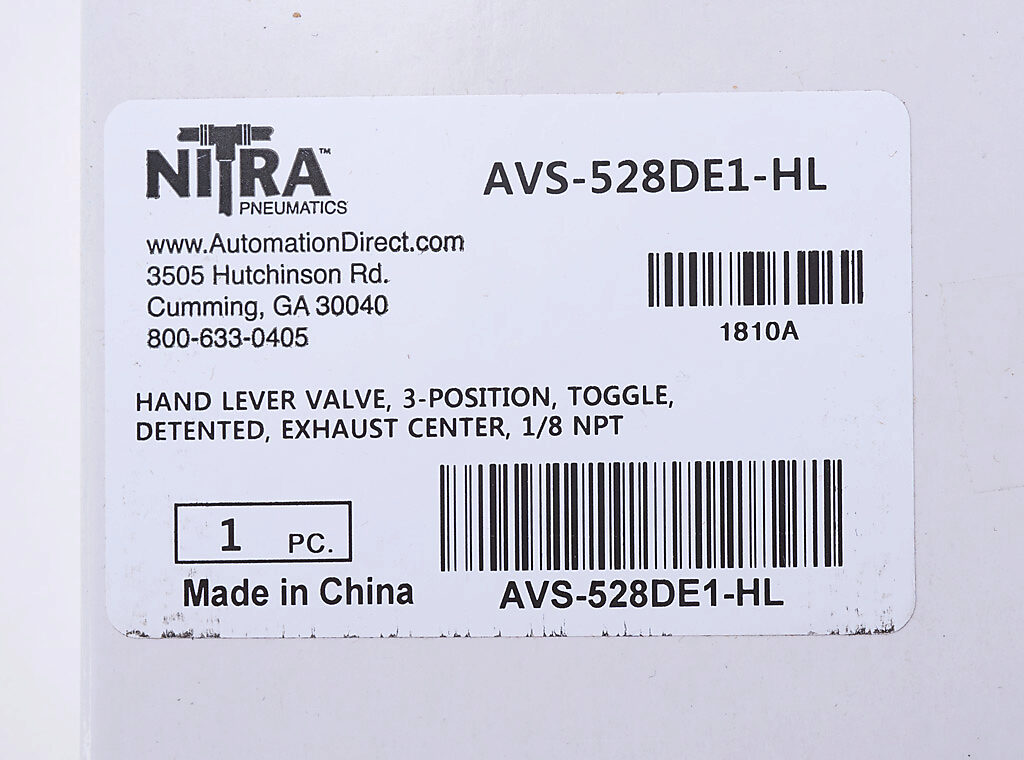 NITRA™
PNEUMATICS
AVS-528DE1-HL
www.AutomationDirect.com
3505 Hutchinson Rd.
Cumming, GA 30040
800-633-0405
1810A
HAND LEVER VALVE, 3-POSITION, TOGGLE,
DETENTED, EXHAUST CENTER, 1/8 NPT
1 PC.
Made in China
AVS-528DE1-HL